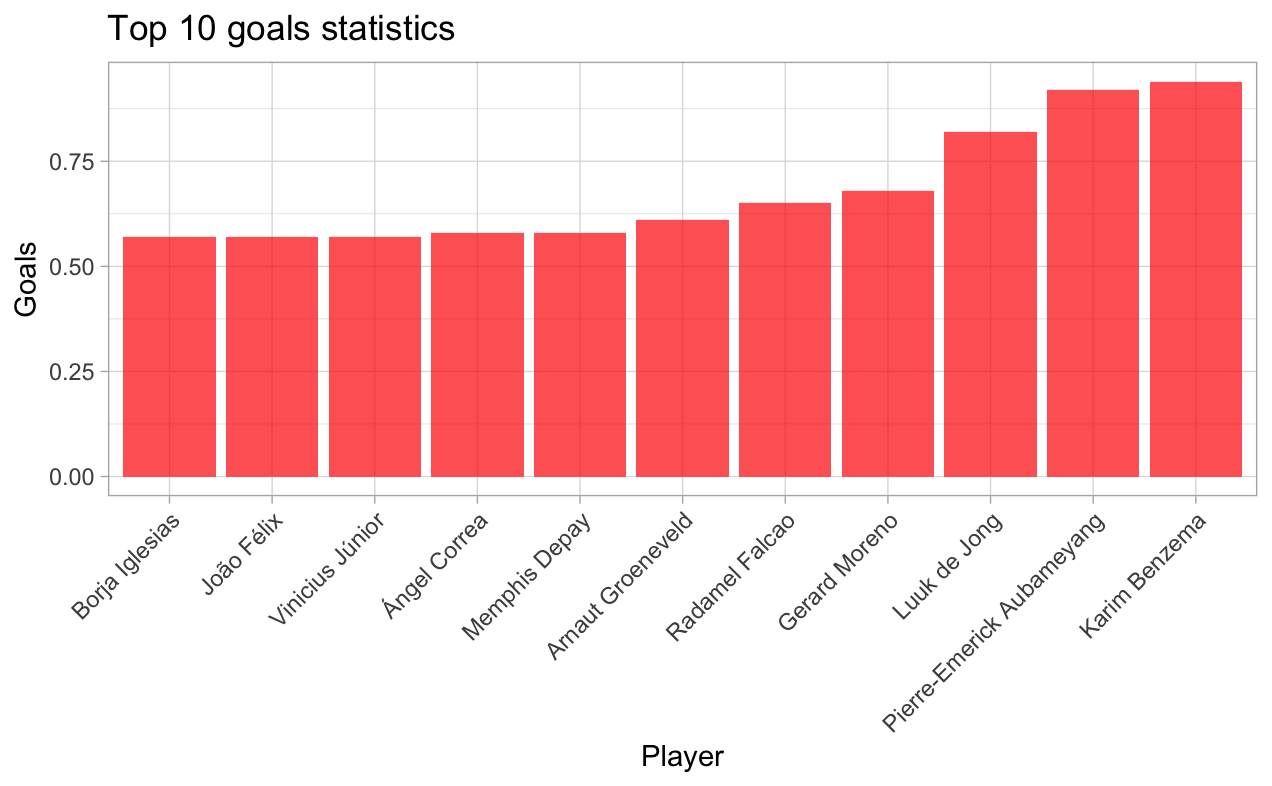 Top 10 goals statistics
Goals
0.75
0.50
0.25
0.00
Borja Iglesias
João Félix
Vinicius Júnior
Ángel Correa
Memphis Depay
Arnaut Groeneveld
Radamel Falcao
Gerard Moreno
Luuk de Jong
Pierre-Emerick Aubameyang
Karim Benzema
Player